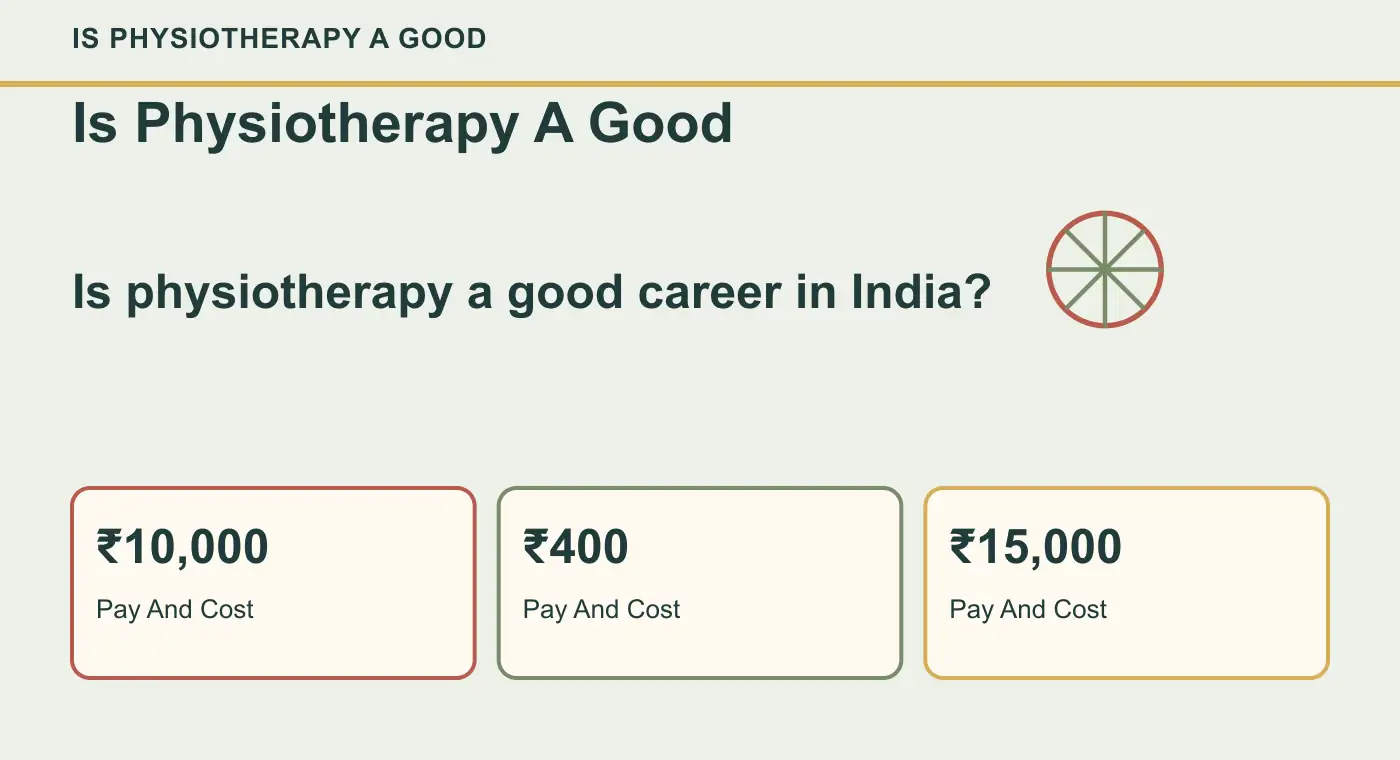 IS PHYSIOTHERAPY A GOOD
Is Physiotherapy A Good
Is physiotherapy a good career in India?
₹10,000
Pay And Cost
₹400
Pay And Cost
₹15,000
Pay And Cost